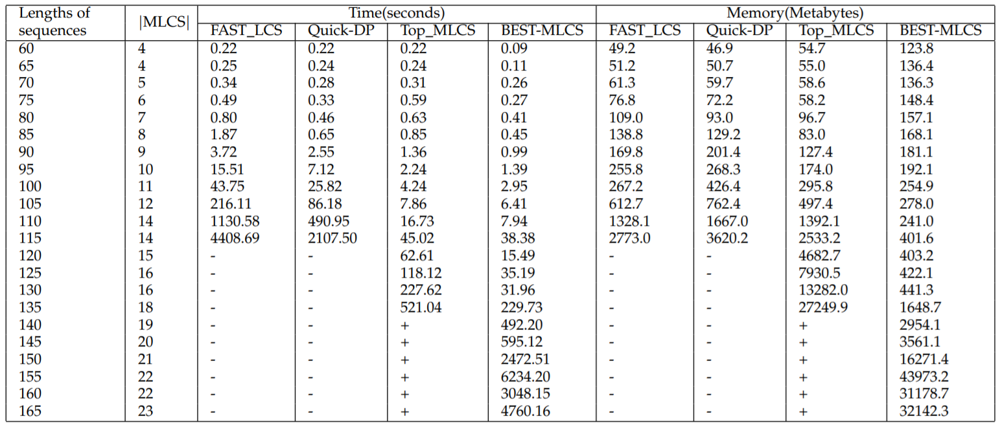 Lengths of sequences |MLCS| Time(seconds) Memory(Metabytes)
FAST_LCS Quick-DP Top_MLCS BEST-MLCS FAST_LCS Quick-DP Top_MLCS BEST-MLCS
60 4 0.22 0.22 0.22 0.09 49.2 46.9 54.7 123.8
65 4 0.25 0.24 0.24 0.11 51.2 50.7 55.0 136.4
70 5 0.34 0.28 0.31 0.26 61.3 59.7 58.6 136.3
75 6 0.49 0.33 0.59 0.27 76.8 72.2 58.2 148.4
80 7 0.80 0.46 0.63 0.41 109.0 93.0 96.7 157.1
85 8 1.87 0.65 0.85 0.45 138.8 129.2 83.0 168.1
90 9 3.72 2.55 1.36 0.99 169.8 201.4 127.4 181.1
95 10 15.51 7.12 2.24 1.39 255.8 268.3 174.0 192.1
100 11 43.75 25.82 4.24 2.95 267.2 426.4 295.8 254.9
105 12 216.11 86.18 7.86 6.41 612.7 762.4 497.4 278.0
110 14 1130.58 490.95 16.73 7.94 1328.1 1667.0 1392.1 241.0
115 14 4408.69 2107.50 45.02 38.38 2773.0 3620.2 2533.2 401.6
120 15 - - 62.61 15.49 - - 4682.7 403.2
125 16 - - 118.12 35.19 - - 7930.5 422.1
130 16 - - 227.62 31.96 - - 13282.0 441.3
135 18 - - 521.04 229.73 - - 27249.9 1648.7
140 19 - - + 492.20 - - + 2954.1
145 20 - - + 595.12 - - + 3561.1
150 21 - - + 2472.51 - - + 16271.4
155 22 - - + 6234.20 - - + 43973.2
160 22 - - + 3048.15 - - + 31178.7
165 23 - - + 4760.16 - - + 32142.3